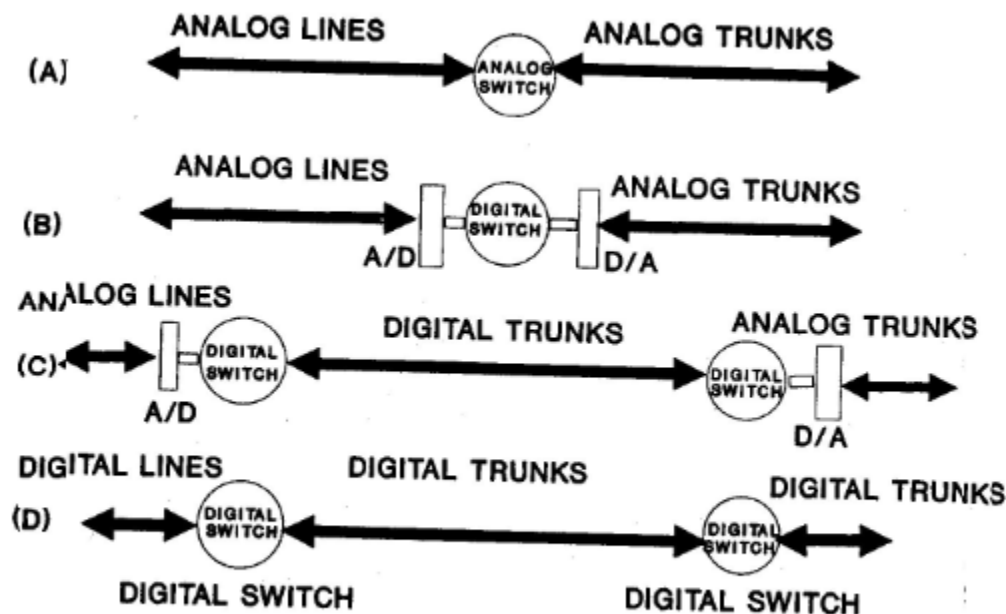 ANALOG LINES ANALOG TRUNKS
(A)
ANALOG
SWITCH
ANALOG LINES ANALOG TRUNKS
(B)
DIGITAL
SWITCH
A/D D/A
ANALOG LINES DIGITAL TRUNKS ANALOG TRUNKS
(C)
DIGITAL
SWITCH
DIGITAL
SWITCH
A/D D/A
DIGITAL LINES DIGITAL TRUNKS DIGITAL TRUNKS
(D)
DIGITAL
SWITCH
DIGITAL
SWITCH
DIGITAL SWITCH DIGITAL SWITCH